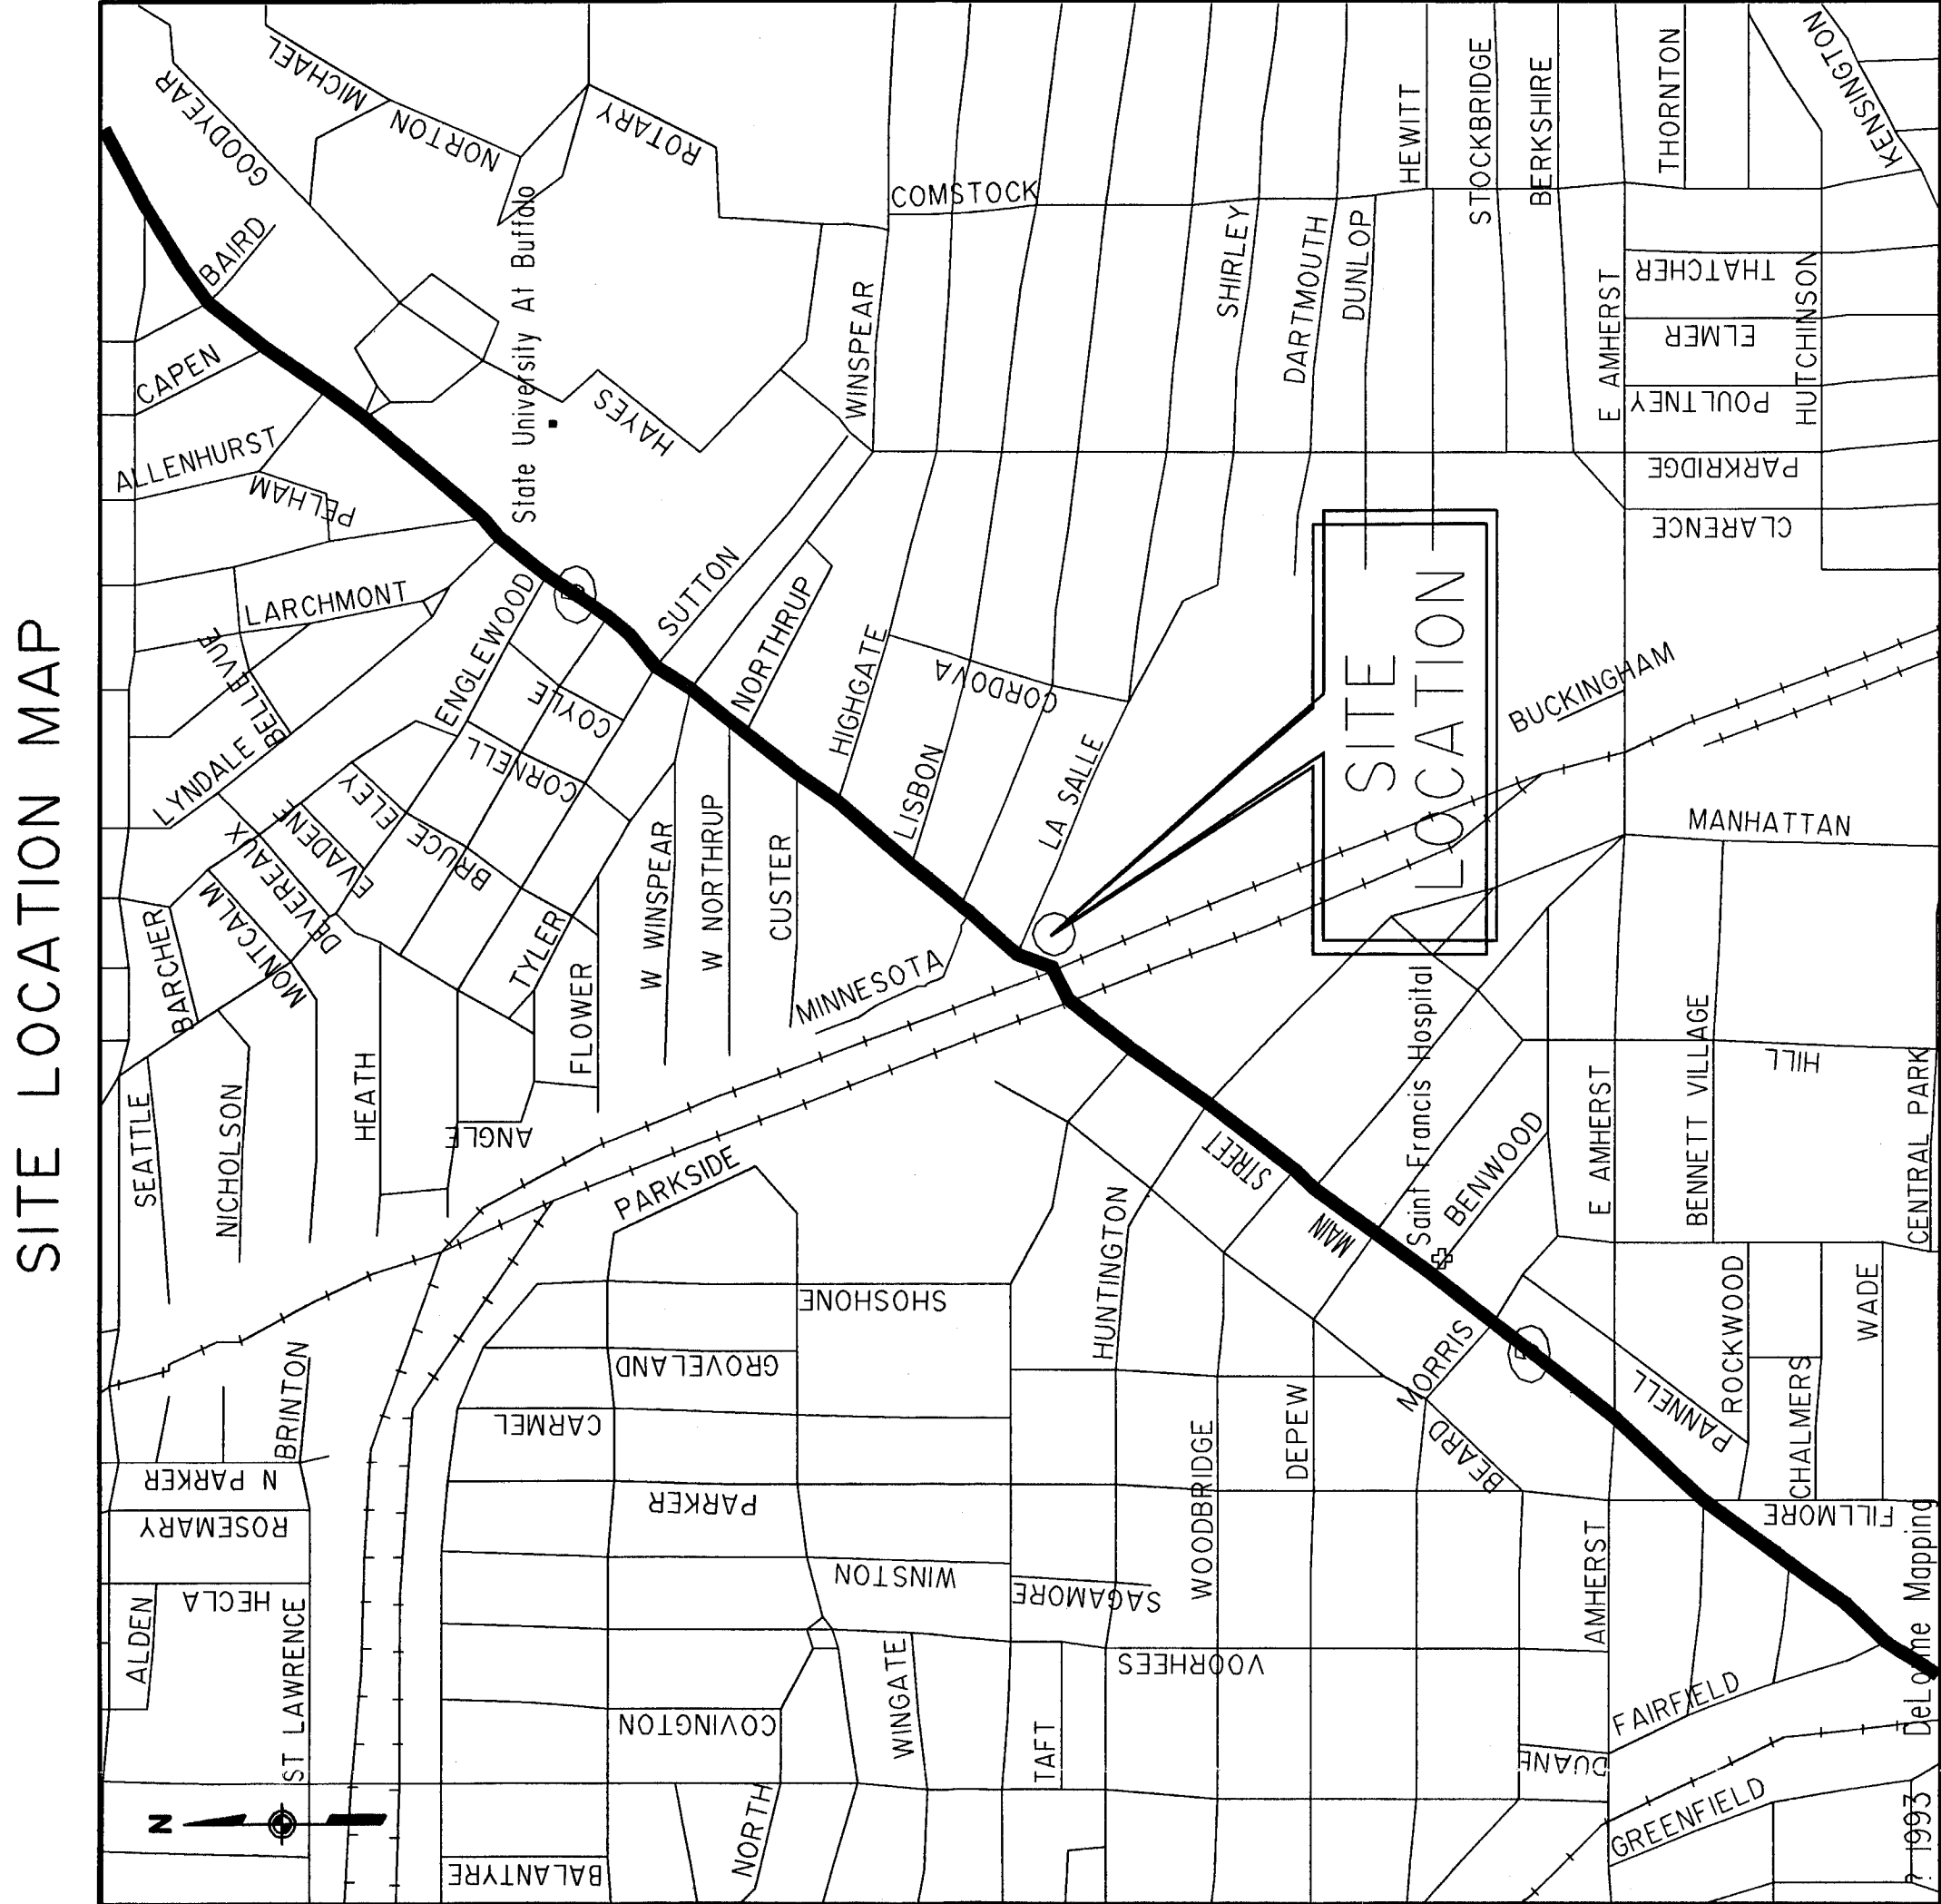 SITE LOCATION MAP
MICHAEL
GOODYEAR
NORTON
ROTARY
KENSINGTON
THORNTON
BERKSHIRE
STOCKBRIDGE
HEWITT
COMSTOCK
BAIRD
State University At Buffalo
SHIRLEY
DARTMOUTH
DUNLOP
E AMHERST
THATCHER
HUTCHINSON
ELMER
POULTNEY
PARKRIDGE
CLARENCE
WINSPEAR
CAPEN
HAYES
ALLENHURST
PELHAM
LARCHMONT
BELLEVUE
BELLEVUE
LYNDALE
ENGLEWOOD
SUTTON
NORTHRUP
COYLE
CORNELL
HIGHGATE
CORDOVA
LISBON
LA SALLE
SITE
LOCATION
BUCKINGHAM
MANHATTAN
ELLEY
EVADENE
BRUCE
DEVEREAUX
MONTCALM
BARCHER
TYLER
FLOWER
W WINSPEAR
W NORTHRUP
CUSTER
MINNESOTA
SEATTLE
NICHOLSON
HEATH
ANGLE
PARKSIDE
Saint Francis Hospital
BENWOOD
E AMHERST
BENNETT VILLAGE
HILL
CENTRAL PARK
MAIN
STREET
HUNTINGTON
SHOSHONE
GROVELAND
CARMEL
BRINTON
N PARKER
ROSEMARY
HECLA
ALDEN
ST LAWRENCE
PARKER
WINSTON
SAGAMORE
WOODBRIDGE
DEPEW
MORRIS
BEARD
PANNELL
ROCKWOOD
CHALMERS
WADE
FILLMORE
AMHERST
VOORHEES
COVINGTON
WINGATE
TAFT
DUANE
FAIRFIELD
GREENFIELD
NORTH
BALANTYRE
N
? 1993 DeLorme Mapping